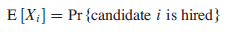 E [X_i] = Pr {candidate i is hired}